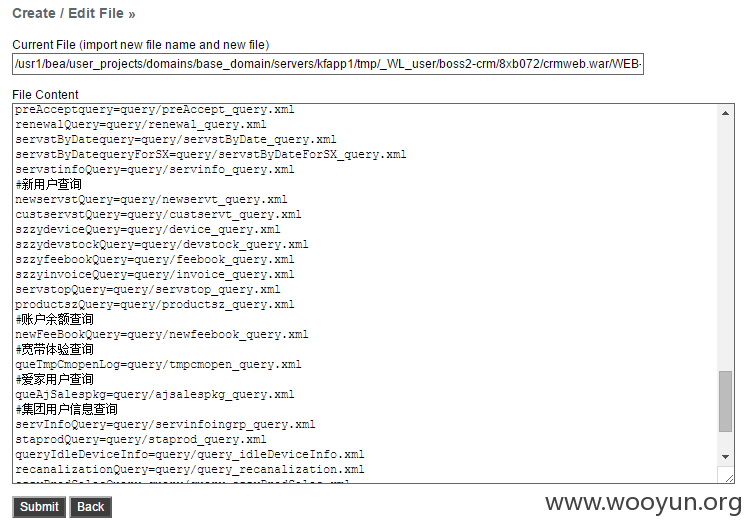 Create / Edit File »
Current File (import new file name and new file)
/usr1/bea/user_projects/domains/base_domain/servers/kfapp1/tmp/_WL_user/boss2-crm/8xb072/crmweb.war/WEB-
File Content
preAcceptquery=query/preAccept_query.xml
renewalQuery=query/renewal_query.xml
servstByDatequery=query/servstByDate_query.xml
servstByDatequeryForSX=query/servstByDateForSX_query.xml
servstinfoQuery=query/servinfo_query.xml
#新用户查询
newservstQuery=query/newservt_query.xml
custservstQuery=query/custservt_query.xml
szzydeviceQuery=query/device_query.xml
szzydevstockQuery=query/devstock_query.xml
szzyfeebookQuery=query/feebook_query.xml
szzyinvoiceQuery=query/invoice_query.xml
servstopQuery=query/servstop_query.xml
productszQuery=query/productsz_query.xml
#账户余额查询
newFeeBookQuery=query/newfeebook_query.xml
#宽带体验查询
queTmpCmopenLog=query/tmpcmopen_query.xml
#爱家用户查询
queAjSalespkg=query/ajsalespkg_query.xml
#集团用户信息查询
servInfoQuery=query/servinfoingrp_query.xml
staprodQuery=query/staprod_query.xml
queryIdleDeviceInfo=query/query_idleDeviceInfo.xml
recanalizationQuery=query/query_recanalization.xml
Submit Back
www.wooyun.org